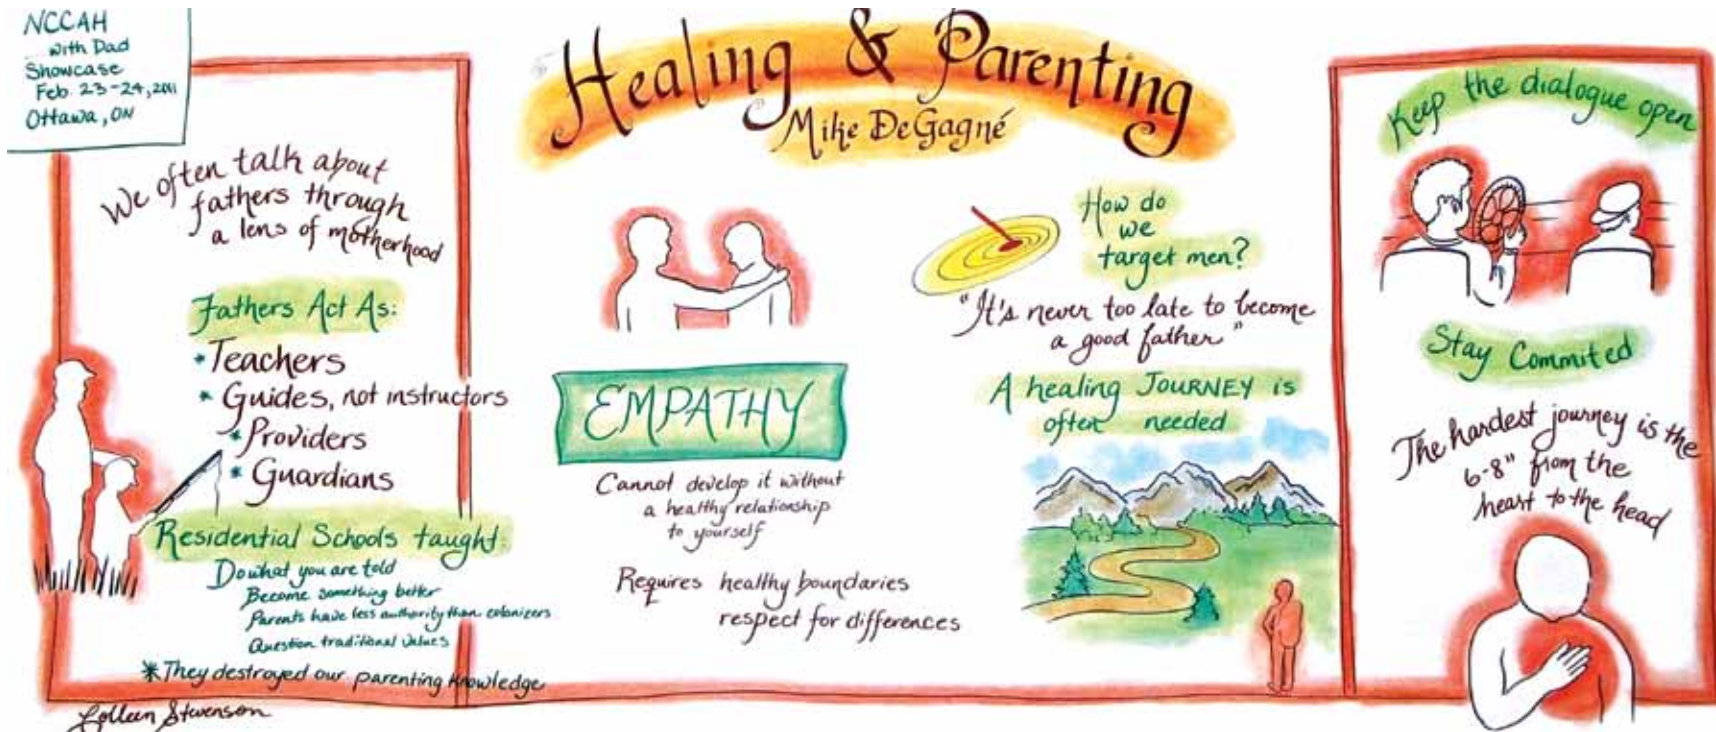 NCCAH
... with Dad
Showcase
Feb. 23-24, 2011
Ottawa, ON
Healing & Parenting
Mike DeGagné
We often talk about
fathers through
a lens of motherhood
Fathers Act As:
* Teachers
* Guides, not instructors
* Providers
* Guardians
Residential Schools taught:
Do what you are told
Become something better
Parents have less authority than colonizers
Question traditional values
* They destroyed our parenting knowledge
Colleen Stevenson
EMPATHY
Cannot develop it without
a healthy relationship
to yourself
Requires healthy boundaries
respect for differences
How do
we
target men?
"It's never too late to become
a good father"
A healing JOURNEY is
often needed
Keep the dialogue open
Stay Commited
The hardest journey is the
6-8" from the
heart to the head